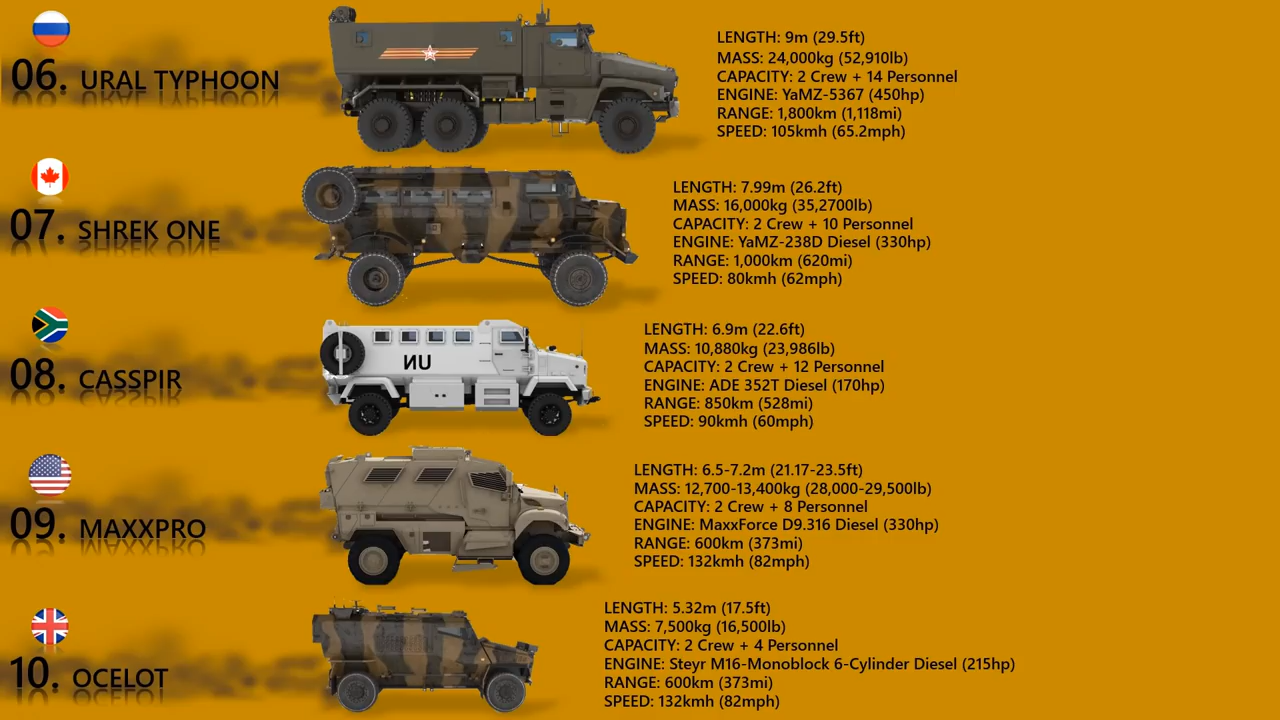 06. URAL TYPHOON
LENGTH: 9m (29.5ft)
MASS: 24,000kg (52,910lb)
CAPACITY: 2 Crew + 14 Personnel
ENGINE: YaMZ-5367 (450hp)
RANGE: 1,800km (1,118mi)
SPEED: 105kmh (65.2mph)
07. SHREK ONE
LENGTH: 7.99m (26.2ft)
MASS: 16,000kg (35,2700lb)
CAPACITY: 2 Crew + 10 Personnel
ENGINE: YaMZ-238D Diesel (330hp)
RANGE: 1,000km (620mi)
SPEED: 80kmh (62mph)
08. CASSPIR
UN
LENGTH: 6.9m (22.6ft)
MASS: 10,880kg (23,986lb)
CAPACITY: 2 Crew + 12 Personnel
ENGINE: ADE 352T Diesel (170hp)
RANGE: 850km (528mi)
SPEED: 90kmh (60mph)
09. MAXXPRO
LENGTH: 6.5-7.2m (21.17-23.5ft)
MASS: 12,700-13,400kg (28,000-29,500lb)
CAPACITY: 2 Crew + 8 Personnel
ENGINE: MaxxForce D9.316 Diesel (330hp)
RANGE: 600km (373mi)
SPEED: 132kmh (82mph)
10. OCELOT
LENGTH: 5.32m (17.5ft)
MASS: 7,500kg (16,500lb)
CAPACITY: 2 Crew + 4 Personnel
ENGINE: Steyr M16-Monoblock 6-Cylinder Diesel (215hp)
RANGE: 600km (373mi)
SPEED: 132kmh (82mph)